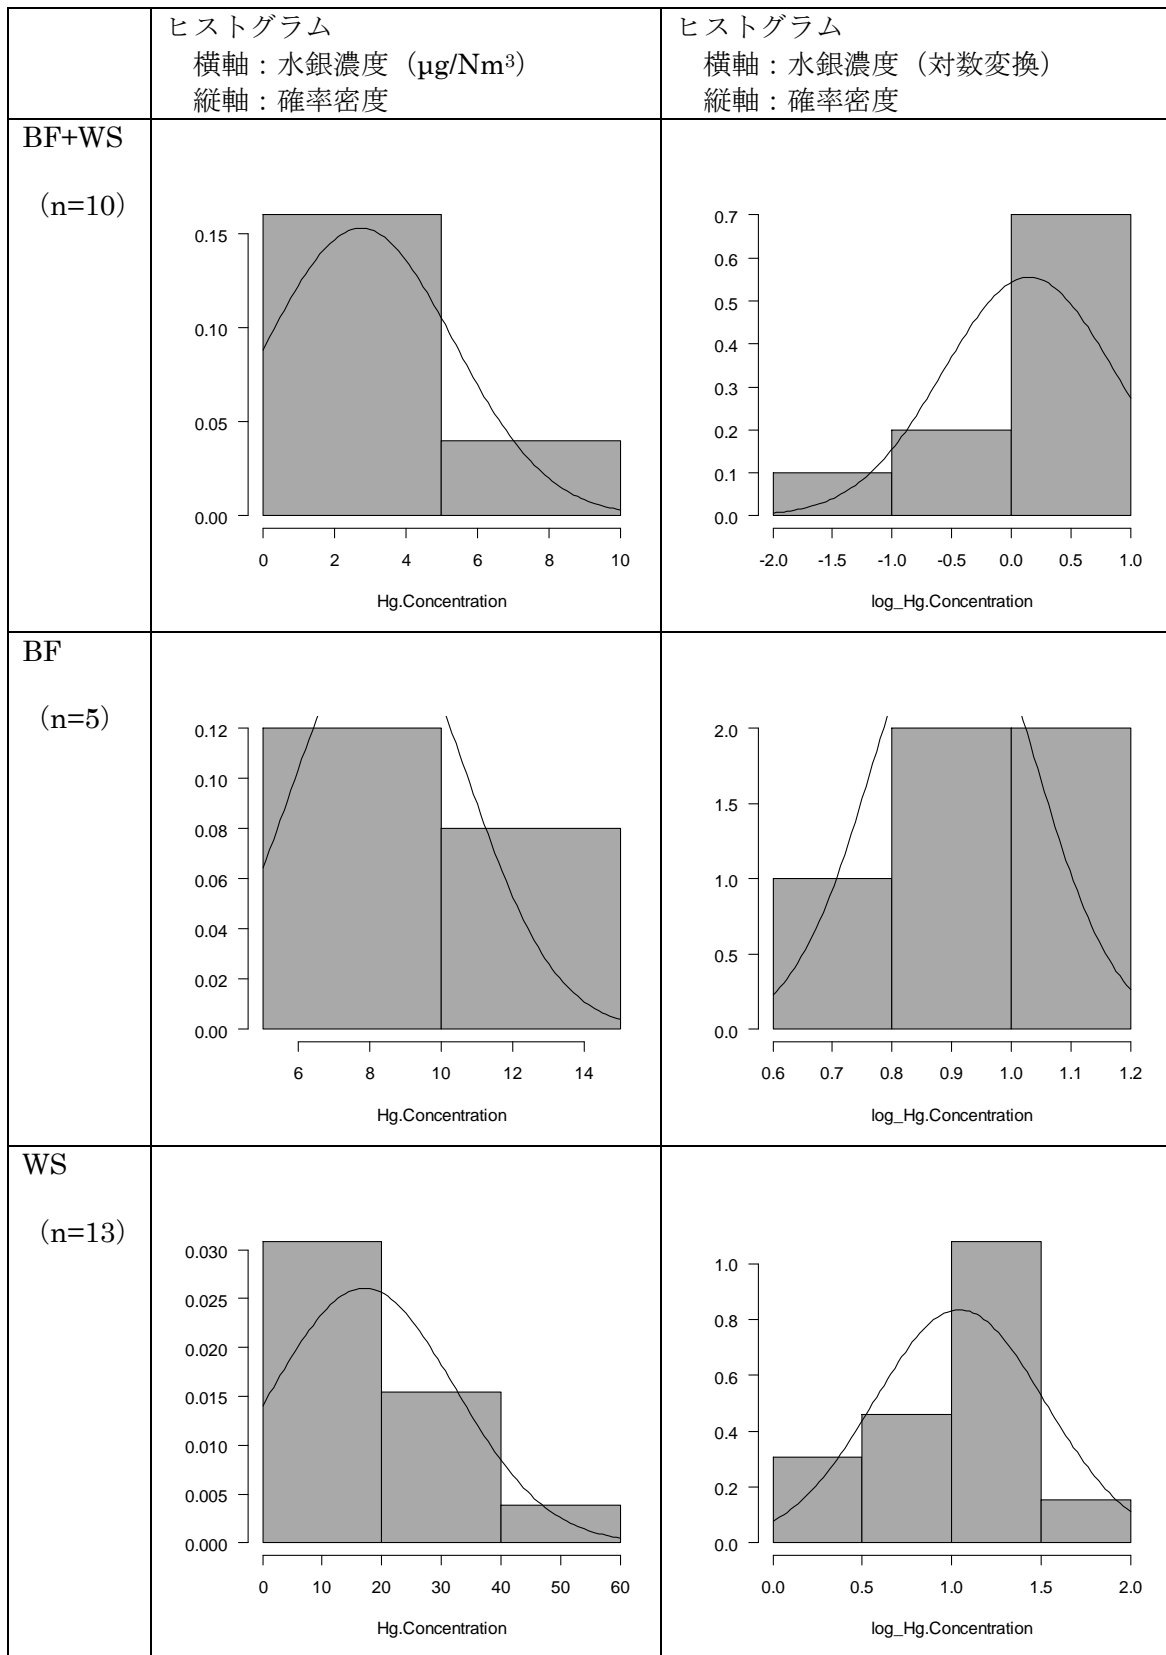 ヒストグラム
横軸：水銀濃度（µg/Nm³）
縦軸：確率密度
ヒストグラム
横軸：水銀濃度（対数変換）
縦軸：確率密度
BF+WS
（n=10）
0.15
0.10
0.05
0.00
0 2 4 6 8 10
Hg.Concentration
0.7
0.6
0.5
0.4
0.3
0.2
0.1
0.0
-2.0 -1.5 -1.0 -0.5 0.0 0.5 1.0
log_Hg.Concentration
BF
（n=5）
0.12
0.10
0.08
0.06
0.04
0.02
0.00
6 8 10 12 14
Hg.Concentration
2.0
1.5
1.0
0.5
0.0
0.6 0.7 0.8 0.9 1.0 1.1 1.2
log_Hg.Concentration
WS
（n=13）
0.030
0.025
0.020
0.015
0.010
0.005
0.000
0 10 20 30 40 50 60
Hg.Concentration
1.0
0.8
0.6
0.4
0.2
0.0
0.0 0.5 1.0 1.5 2.0
log_Hg.Concentration